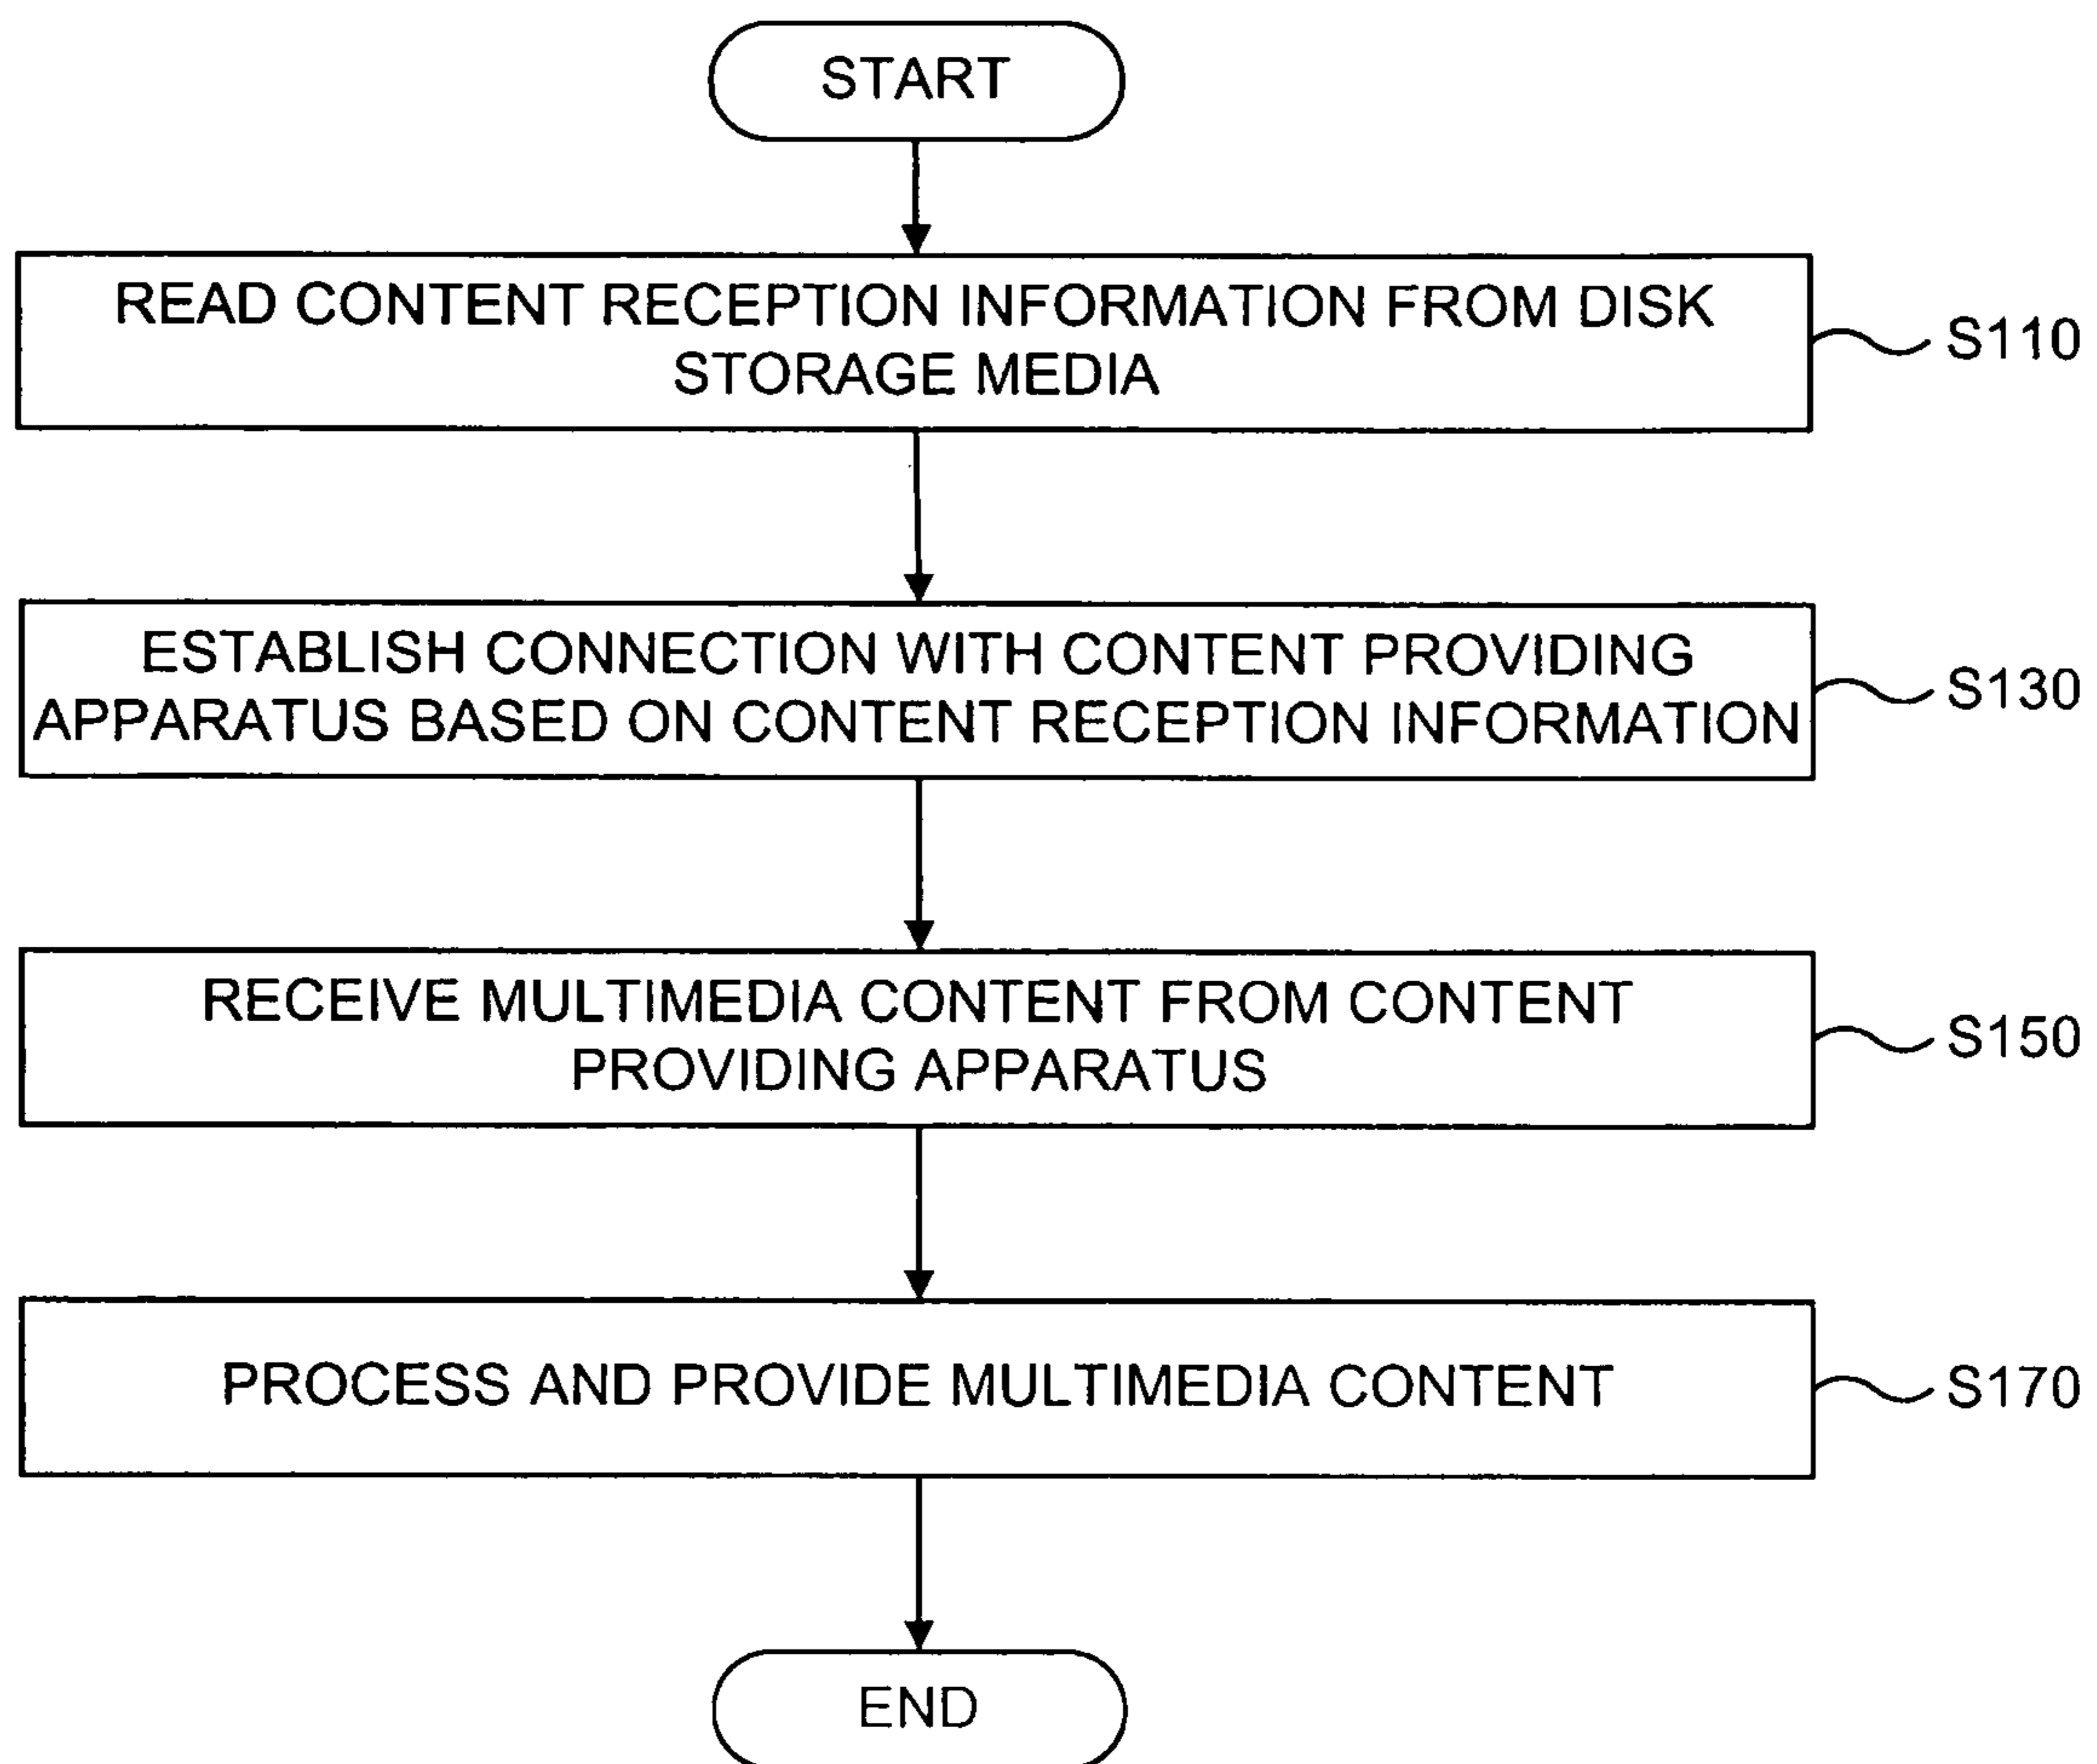 START
READ CONTENT RECEPTION INFORMATION FROM DISK
STORAGE MEDIA
S110
ESTABLISH CONNECTION WITH CONTENT PROVIDING
APPARATUS BASED ON CONTENT RECEPTION INFORMATION
S130
RECEIVE MULTIMEDIA CONTENT FROM CONTENT
PROVIDING APPARATUS
S150
PROCESS AND PROVIDE MULTIMEDIA CONTENT
S170
END